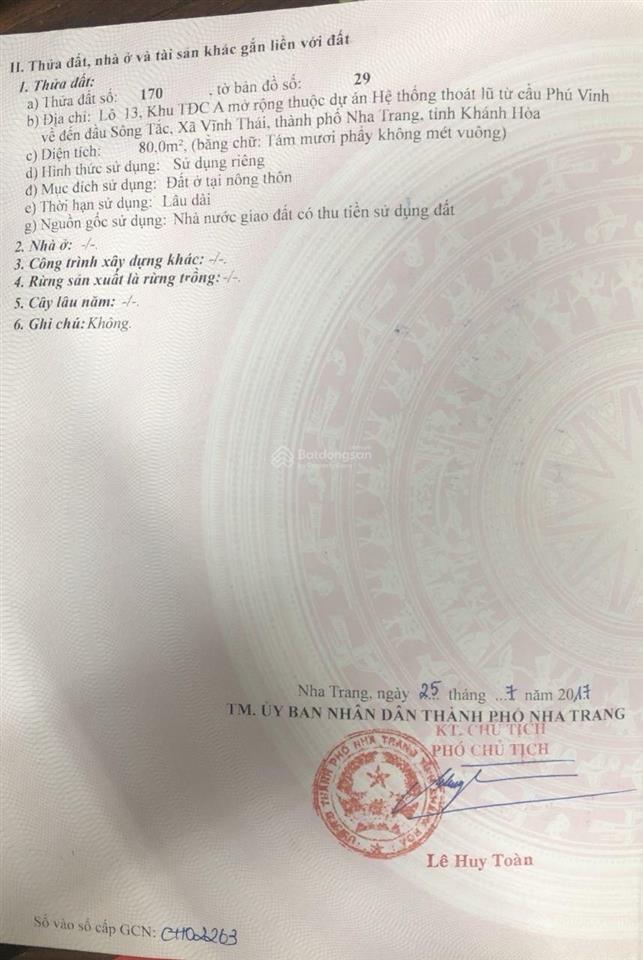 II. Thửa đất, nhà ở và tài sản khác gắn liền với đất
1. Thửa đất:
a) Thửa đất số: 170 , tờ bản đồ số: 29
b) Địa chỉ: Lô 13, Khu TĐC A mở rộng thuộc dự án Hệ thống thoát lũ từ cầu Phú Vinh
về đến đầu Sông Tắc, Xã Vĩnh Thái, thành phố Nha Trang, tỉnh Khánh Hòa
c) Diện tích: 80,0m², (bằng chữ: Tám mươi phẩy không mét vuông)
d) Hình thức sử dụng: Sử dụng riêng
đ) Mục đích sử dụng: Đất ở tại nông thôn
e) Thời hạn sử dụng: Lâu dài
g) Nguồn gốc sử dụng: Nhà nước giao đất có thu tiền sử dụng đất
2. Nhà ở: -/-.
3. Công trình xây dựng khác: -/-.
4. Rừng sản xuất là rừng trồng: -/-.
5. Cây lâu năm: -/-.
6. Ghi chú: Không.
Batdongsan
Nha Trang, ngày 25 tháng ..7 năm 2017
TM. ỦY BAN NHÂN DÂN THÀNH PHỐ NHA TRANG
KT. CHỦ TỊCH
PHÓ CHỦ TỊCH
Lê Huy Toàn
Số vào sổ cấp GCN: CH02263